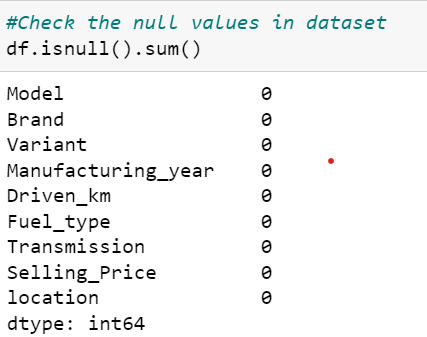 #Check the null values in dataset
df.isnull().sum()
Model 0
Brand 0
Variant 0
Manufacturing_year 0
Driven_km 0
Fuel_type 0
Transmission 0
Selling_Price 0
location 0
dtype: int64